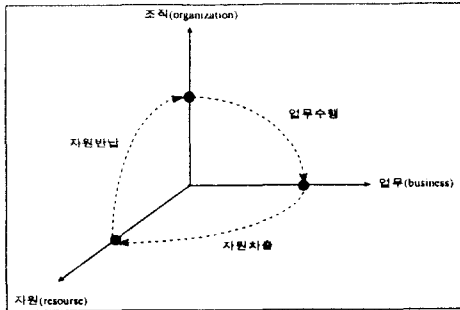 조직(organization)
업무수행
자원반납
업무(business)
자원차출
자원(resourse)